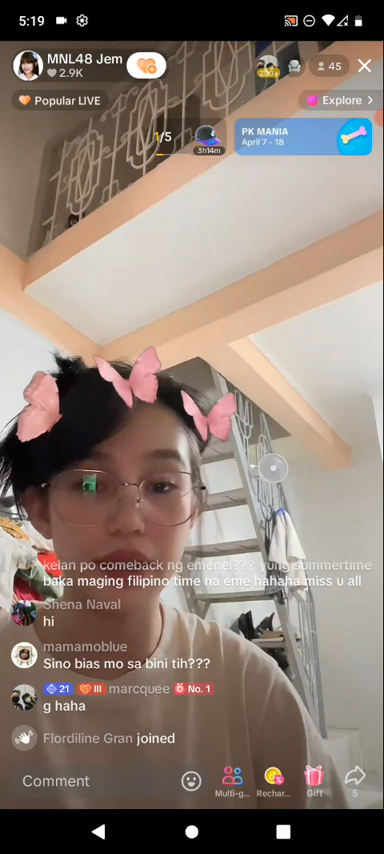 5:19
MNL48 Jem
2.9K
45
Popular LIVE
Explore >
1/5
3h14m
PK MANIA
April 7 - 18
kelan po comeback ng emenel??? yung summertime
baka maging filipino time na eme hahaha miss u all
Shena Naval
hi
mamamoblue
Sino bias mo sa bini tih???
21 III marcquee No. 1
g haha
Flordiline Gran joined
Comment
Multi-g... Rechar... Gift 5